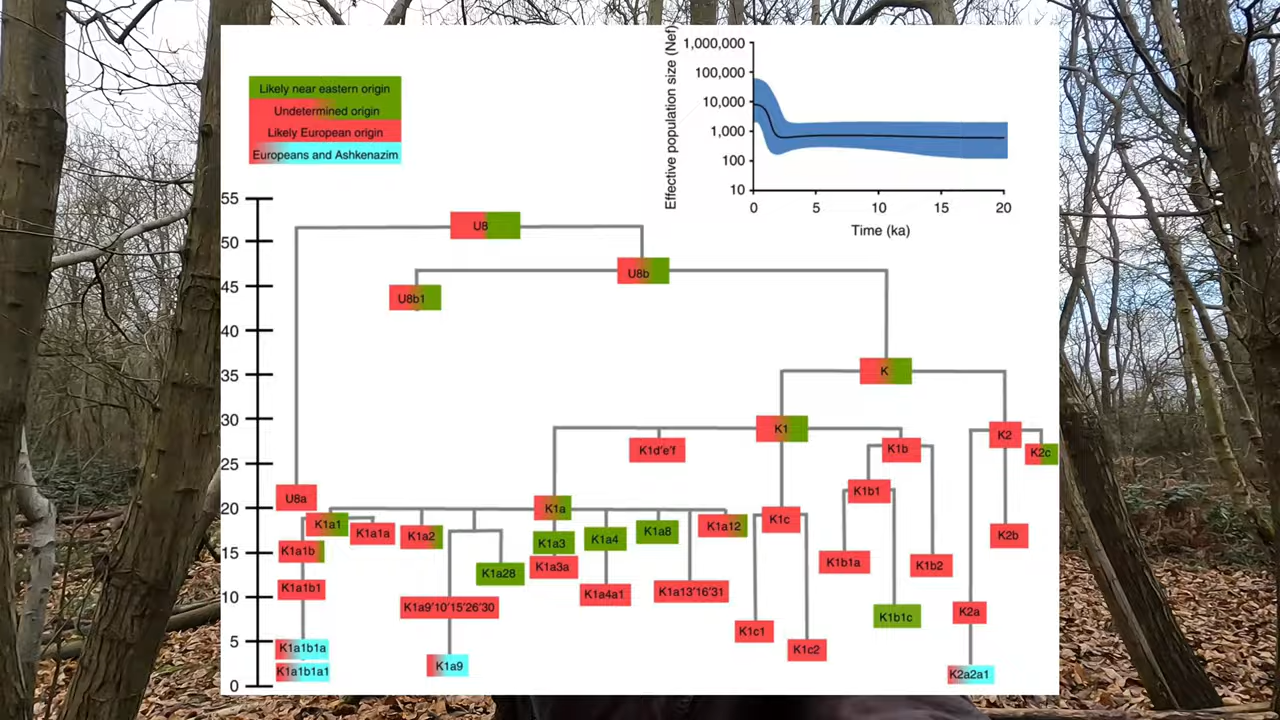 Likely near eastern origin
Undetermined origin
Likely European origin
Europeans and Ashkenazim
Effective population size (Nef)
1,000,000
100,000
10,000
1,000
100
10
0 5 10 15 20
Time (ka)
55
50
45
40
35
30
25
20
15
10
5
0
U8
U8b
U8b1
K
K1
K2
K1d'e'f
K1b
K2c
K1b1
U8a
K1a
K1a1
K1a1a
K1a2
K1a3
K1a4
K1a8
K1a12
K1c
K2b
K1a1b
K1a28
K1a3a
K1b1a
K1b2
K1a1b1
K1a9'10'15'26'30
K1a4a1
K1a13'16'31
K1b1c
K2a
K1c1
K1c2
K1a1b1a
K1a1b1a1
K1a9
K2a2a1